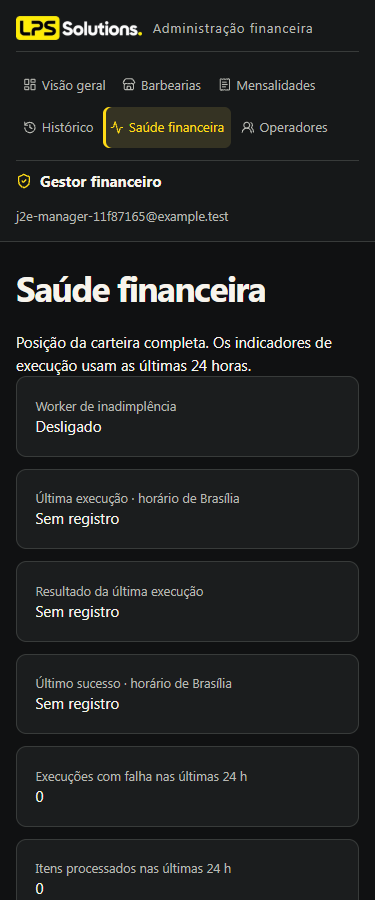 LPS Solutions. Administração financeira
Visão geral Barbearias Mensalidades
Histórico Saúde financeira Operadores
Gestor financeiro
j2e-manager-11f87165@example.test
Saúde financeira
Posição da carteira completa. Os indicadores de
execução usam as últimas 24 horas.
Worker de inadimplência
Desligado
Última execução · horário de Brasília
Sem registro
Resultado da última execução
Sem registro
Último sucesso · horário de Brasília
Sem registro
Execuções com falha nas últimas 24 h
0
Itens processados nas últimas 24 h
0